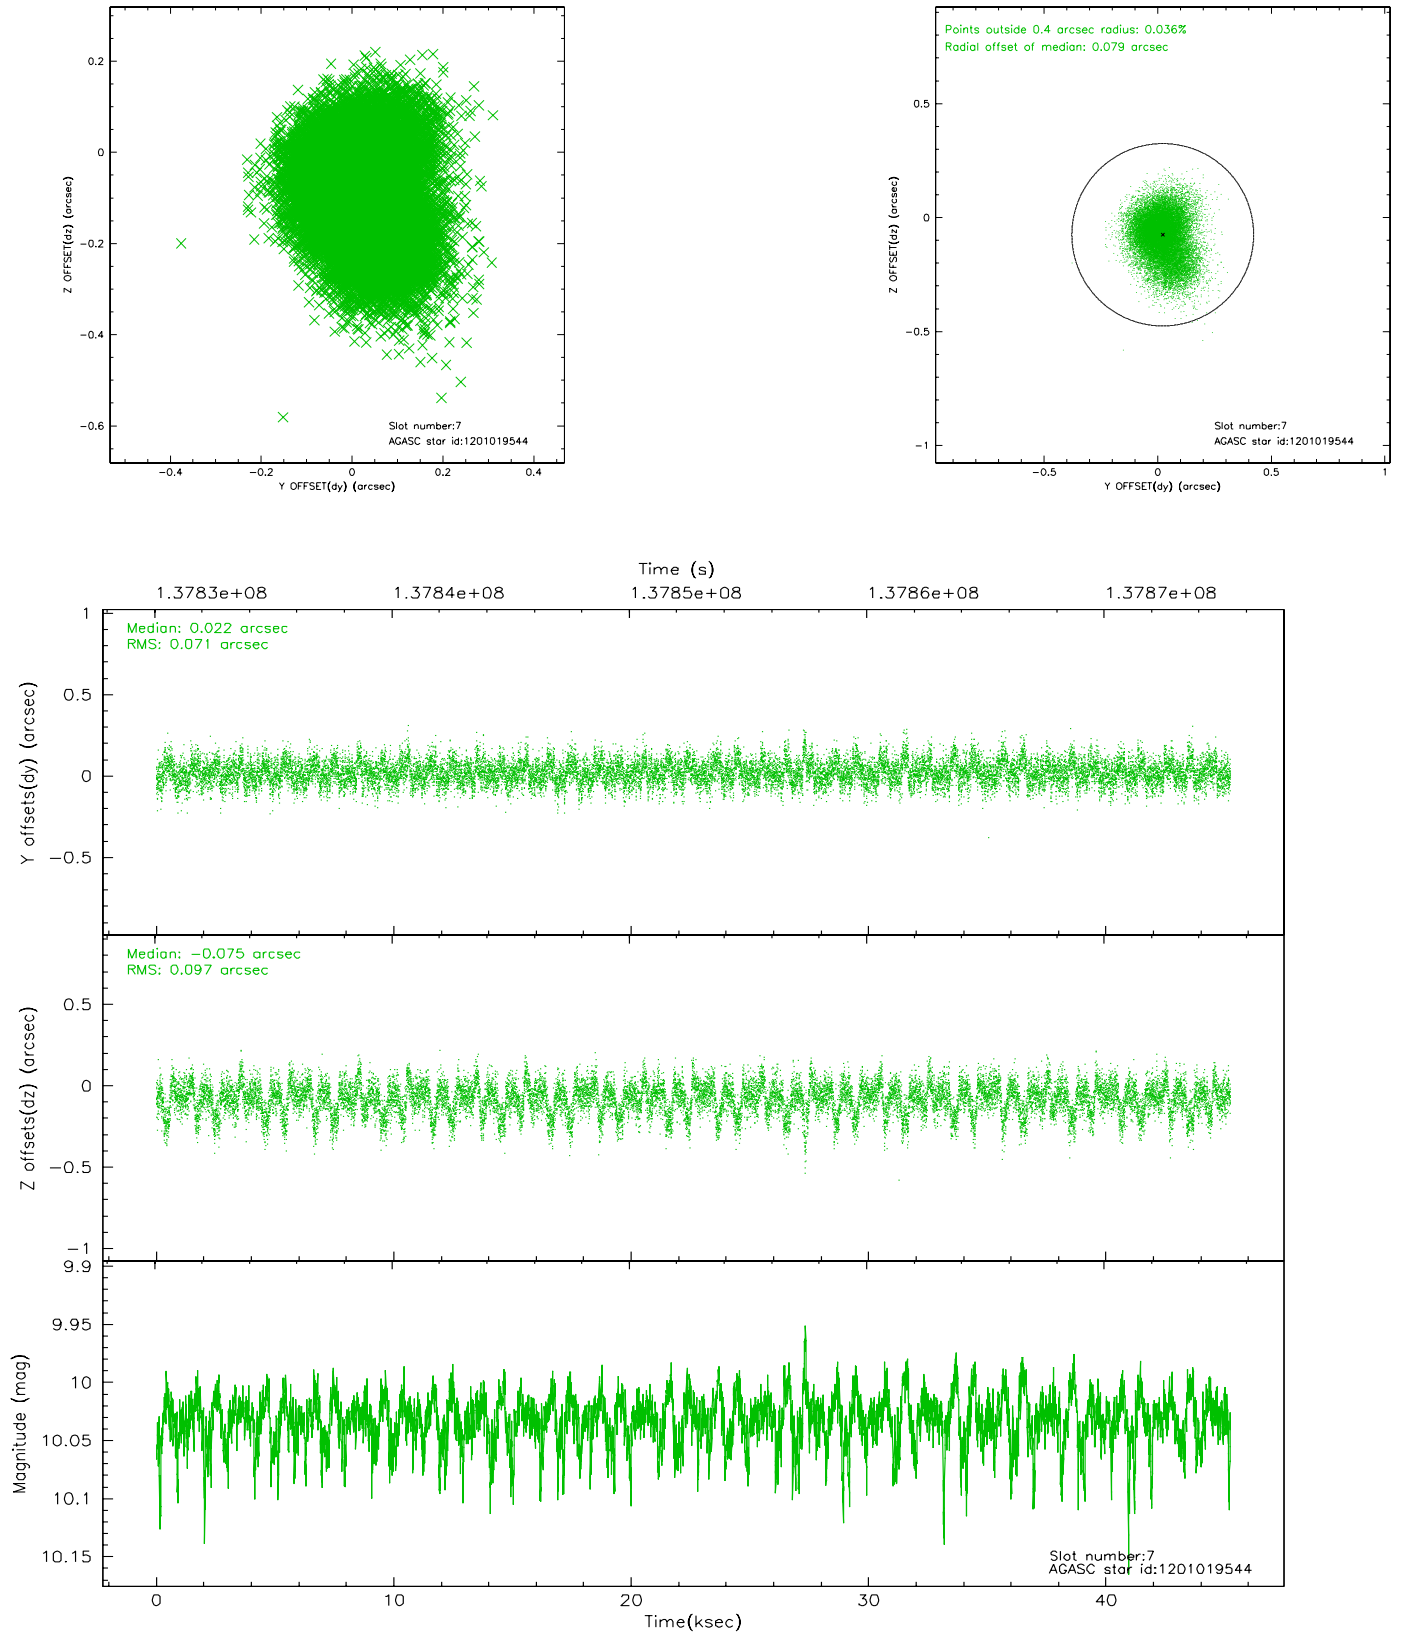 0.2
0
−0.2
−0.4
−0.6
Z OFFSET(dz) (arcsec)
Slot number:7
AGASC star id:1201019544
−0.4
−0.2
0
0.2
0.4
Y OFFSET(dy) (arcsec)
Points outside 0.4 arcsec radius: 0.036%
Radial offset of median: 0.079 arcsec
0.5
0
−0.5
−1
Z OFFSET(dz) (arcsec)
Slot number:7
AGASC star id:1201019544
−0.5
0
0.5
1
Y OFFSET(dy) (arcsec)
Time (s)
1.3783e+08
1.3784e+08
1.3785e+08
1.3786e+08
1.3787e+08
Median: 0.022 arcsec
RMS: 0.071 arcsec
1
0.5
0
−0.5
Y offsets(dy) (arcsec)
Median: −0.075 arcsec
RMS: 0.097 arcsec
0.5
0
−0.5
−1
Z offsets(dz) (arcsec)
9.9
9.95
10
10.05
10.1
10.15
Magnitude (mag)
Slot number:7
AGASC star id:1201019544
0
10
20
30
40
Time(ksec)